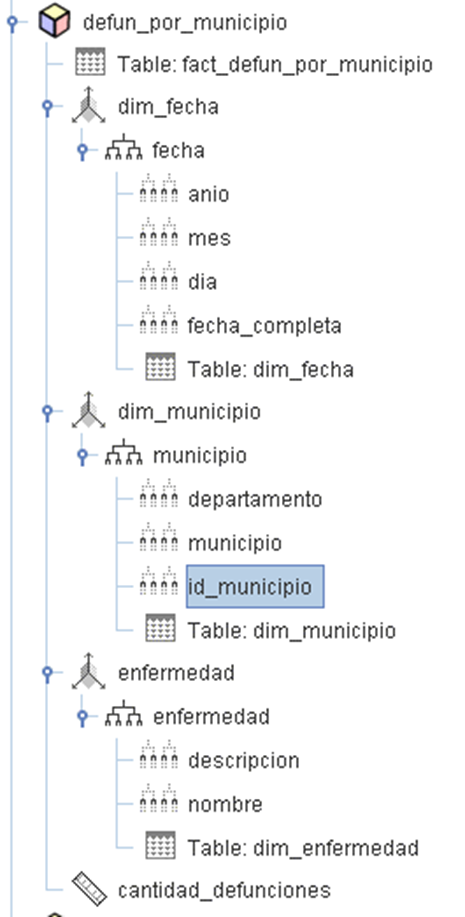 defun_por_municipio
Table: fact_defun_por_municipio
dim_fecha
fecha
anio
mes
dia
fecha_completa
Table: dim_fecha
dim_municipio
municipio
departamento
municipio
id_municipio
Table: dim_municipio
enfermedad
enfermedad
descripcion
nombre
Table: dim_enfermedad
cantidad_defunciones